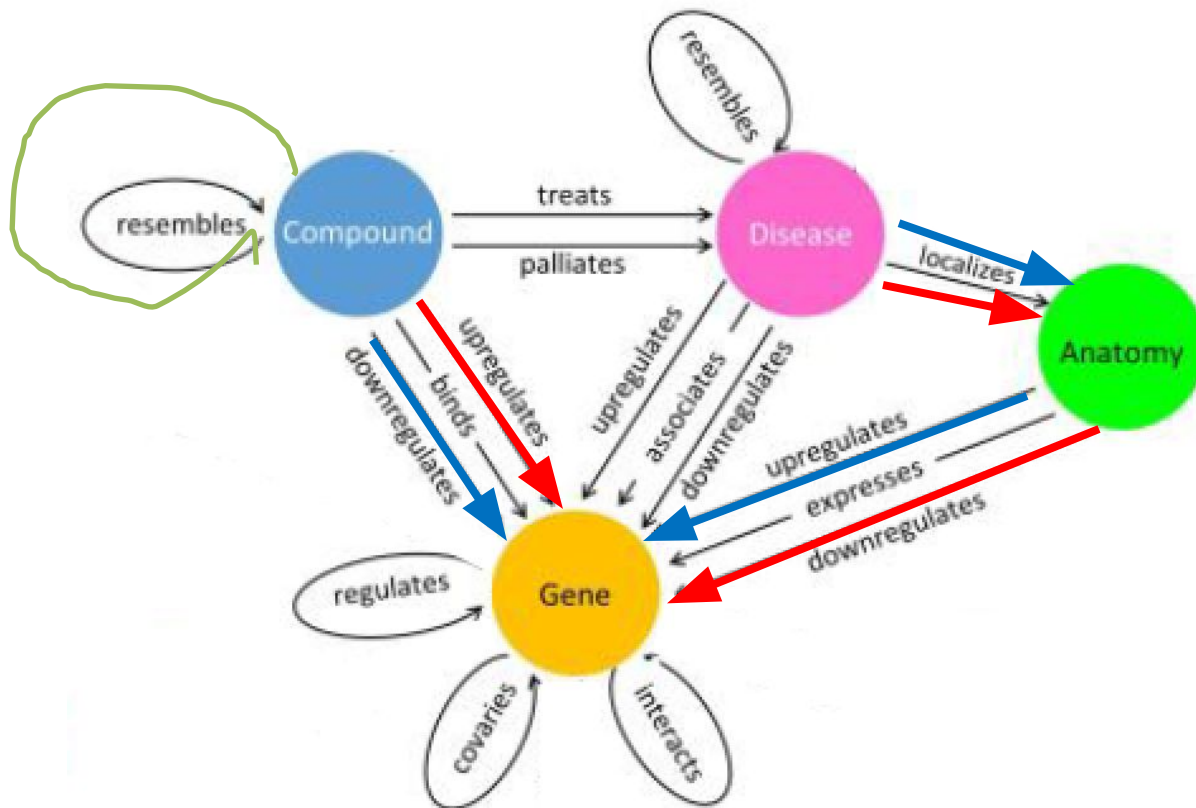 resembles
treats
resembles
Compound
Disease
palliates
localizes
Anatomy
downregulates
binds
upregulates
upregulates
associates
downregulates
upregulates
expresses
downregulates
regulates
Gene
covaries
interacts